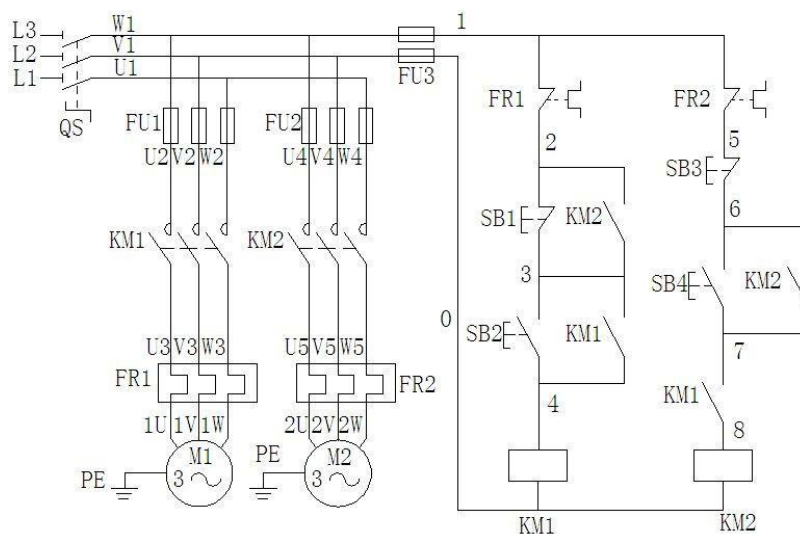 L3 W1
L2 V1
L1 U1
QS
FU1
FU2
FU3
1
U2 V2 W2
U4 V4 W4
KM1
KM2
U3 V3 W3
U5 V5 W5
FR1
FR2
1U 1V 1W
2U 2V 2W
M1
3
M2
3
PE
PE
0
FR1
2
SB1
KM2
3
SB2
KM1
4
KM1
FR2
5
SB3
6
SB4
KM2
7
KM1
8
KM2